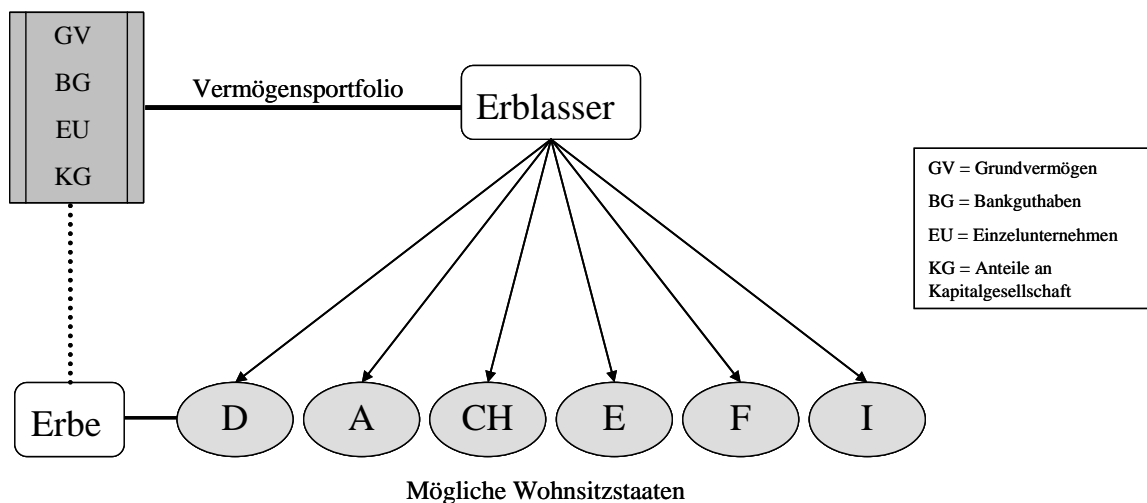 GV
BG
EU
KG
Vermögensportfolio
Erblasser
GV = Grundvermögen
BG = Bankguthaben
EU = Einzelunternehmen
KG = Anteile an
Kapitalgesellschaft
Erbe
D
A
CH
E
F
I
Mögliche Wohnsitzstaaten